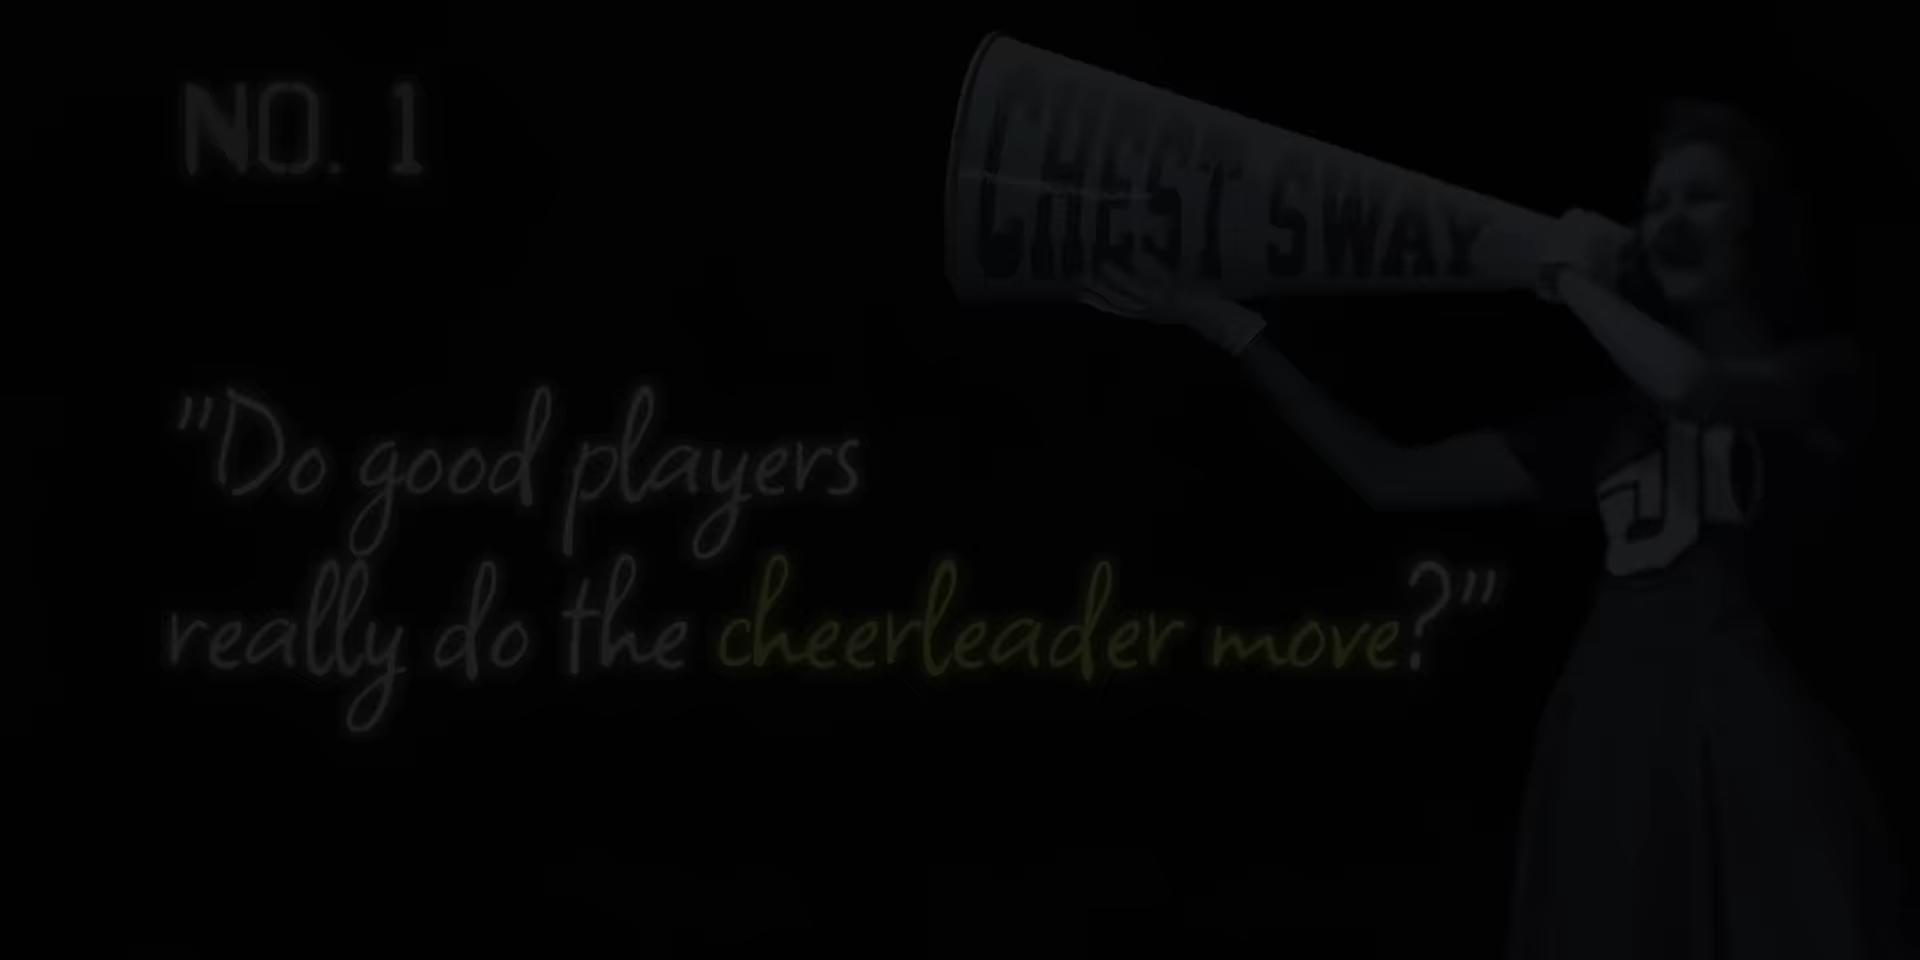 NO. 1
CHEST SWAY
"Do good players
really do the cheerleader move?"